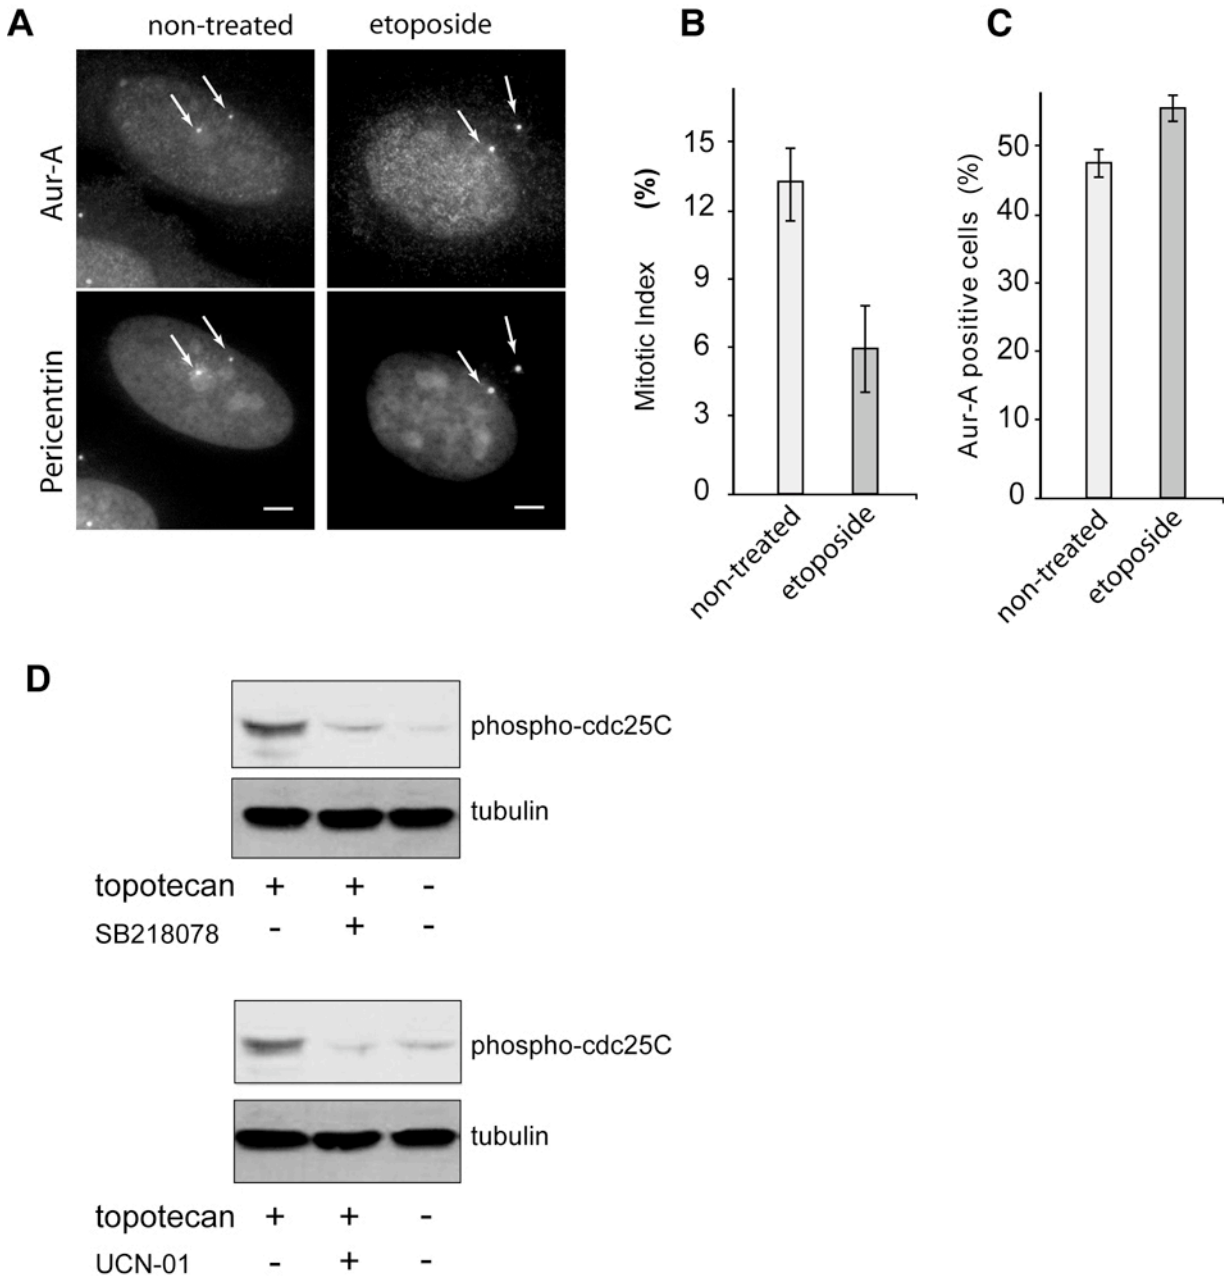 A
non-treated
etoposide
Aur-A
Pericentrin
B
Mitotic Index (%)
15
12
9
6
3
0
non-treated
etoposide
C
Aur-A positive cells (%)
50
40
30
20
10
0
non-treated
etoposide
D
phospho-cdc25C
tubulin
topotecan + + -
SB218078 - + -
phospho-cdc25C
tubulin
topotecan + + -
UCN-01 - + -